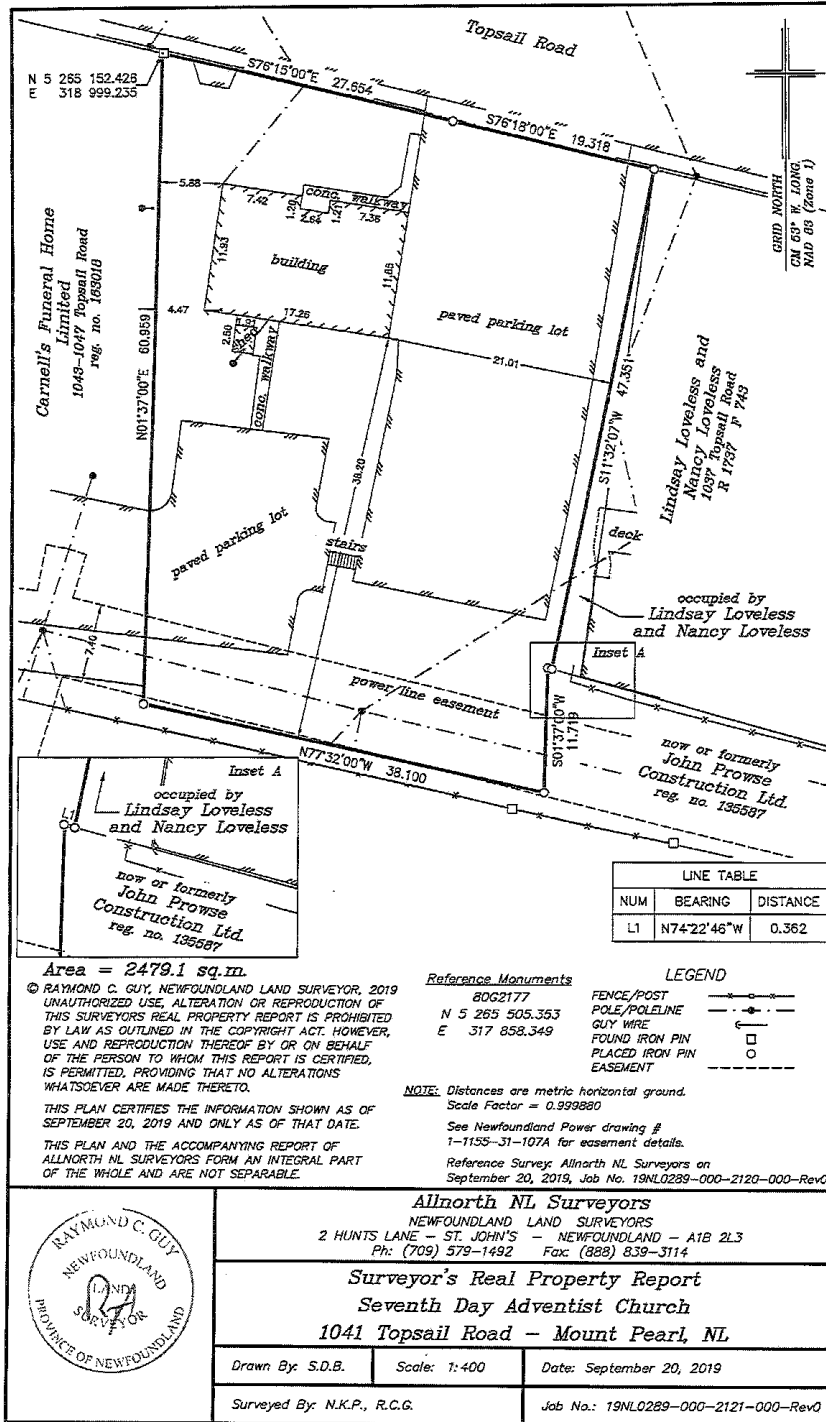 Topsail Road
N 5 265 152.426
E 318 999.235
S76°15'00"E 27.654
S76°18'00"E 19.318
GRID NORTH
CM 53° W. LONG.
NAD 83 (Zone 1)
5.88
7.42
1.20
2.64
1.21
7.36
conc. walkway
11.93
building
11.88
Carnell's Funeral Home
Limited
1043-1047 Topsail Road
reg. no. 163018
4.47
17.26
2.60
conc. walkway
paved parking lot
21.01
N01°37'00"E 60.959
S11°32'07"W 47.351
Lindsay Loveless and
Nancy Loveless
1037 Topsail Road
R 1737 F 743
38.20
paved parking lot
stairs
deck
occupied by
Lindsay Loveless
and Nancy Loveless
7.40
Inset A
power line easement
S01°37'00"W
11.719
N77°32'00"W 38.100
now or formerly
John Prowse
Construction Ltd.
reg. no. 135587
Inset A
occupied by
Lindsay Loveless
and Nancy Loveless
L1
now or formerly
John Prowse
Construction Ltd.
reg. no. 135587
LINE TABLE
NUM BEARING DISTANCE
L1 N74°22'46"W 0.362
Area = 2479.1 sq.m.
© RAYMOND C. GUY, NEWFOUNDLAND LAND SURVEYOR, 2019
UNAUTHORIZED USE, ALTERATION OR REPRODUCTION OF
THIS SURVEYORS REAL PROPERTY REPORT IS PROHIBITED
BY LAW AS OUTLINED IN THE COPYRIGHT ACT. HOWEVER,
USE AND REPRODUCTION THEREOF BY OR ON BEHALF
OF THE PERSON TO WHOM THIS REPORT IS CERTIFIED,
IS PERMITTED, PROVIDING THAT NO ALTERATIONS
WHATSOEVER ARE MADE THERETO.
THIS PLAN CERTIFIES THE INFORMATION SHOWN AS OF
SEPTEMBER 20, 2019 AND ONLY AS OF THAT DATE.
THIS PLAN AND THE ACCOMPANYING REPORT OF
ALLNORTH NL SURVEYORS FORM AN INTEGRAL PART
OF THE WHOLE AND ARE NOT SEPARABLE.
Reference Monuments
80G2177
N 5 265 505.353
E 317 858.349
LEGEND
FENCE/POST
POLE/POLELINE
GUY WIRE
FOUND IRON PIN
PLACED IRON PIN
EASEMENT
NOTE: Distances are metric horizontal ground.
Scale Factor = 0.999880
See Newfoundland Power drawing #
1-1155-31-107A for easement details.
Reference Survey: Allnorth NL Surveyors on
September 20, 2019, Job No. 19NL0289-000-2120-000-Rev0
RAYMOND C. GUY
NEWFOUNDLAND
LAND
SURVEYOR
PROVINCE OF NEWFOUNDLAND
Allnorth NL Surveyors
NEWFOUNDLAND LAND SURVEYORS
2 HUNTS LANE - ST. JOHN'S - NEWFOUNDLAND - A1B 2L3
Ph: (709) 579-1492 Fax: (888) 839-3114
Surveyor's Real Property Report
Seventh Day Adventist Church
1041 Topsail Road - Mount Pearl, NL
Drawn By: S.D.B.
Scale: 1:400
Date: September 20, 2019
Surveyed By: N.K.P., R.C.G.
Job No.: 19NL0289-000-2121-000-Rev0